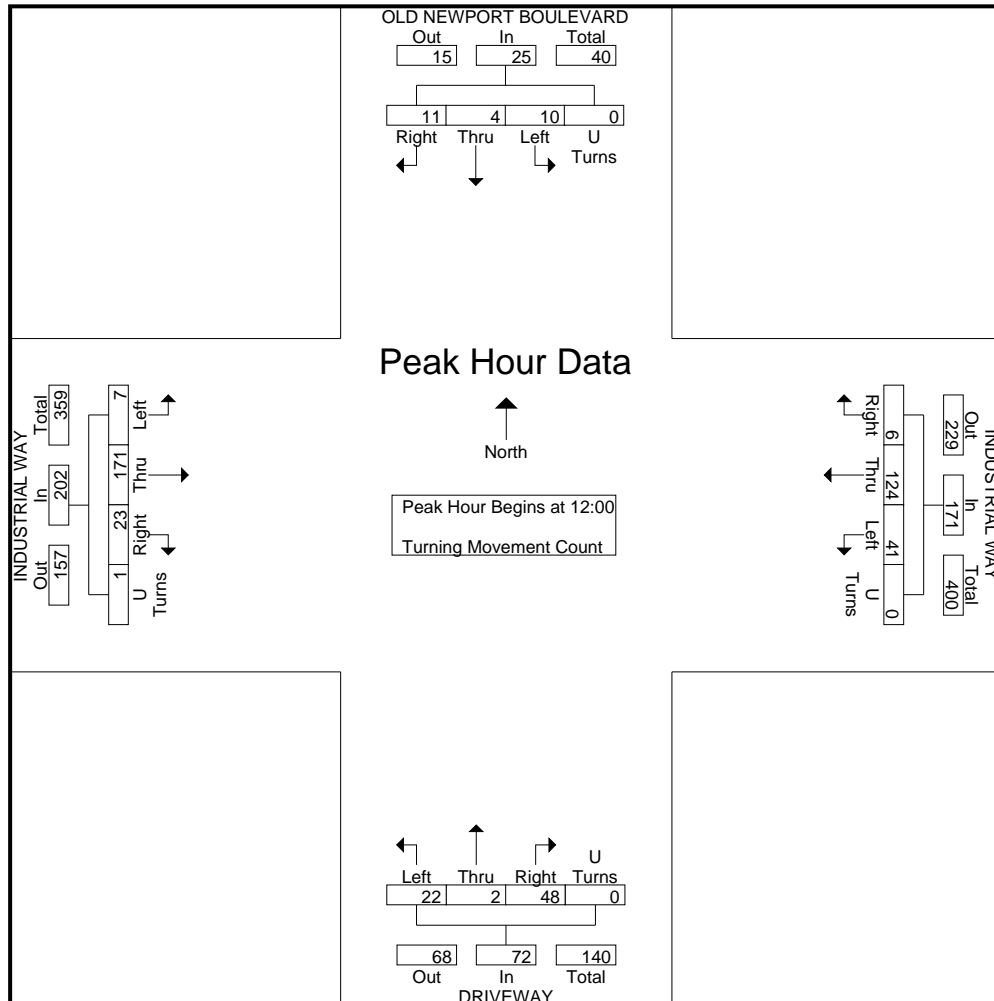 OLD NEWPORT BOULEVARD
Out In Total
15 25 40
11 4 10 0
Right Thru Left U Turns
Peak Hour Data
North
Peak Hour Begins at 12:00
Turning Movement Count
INDUSTRIAL WAY
Total In Out
359 202 157
7 171 23 1
Left Thru Right U Turns
INDUSTRIAL WAY
Out In Total
229 171 400
6 124 41 0
Right Thru Left U Turns
Left Thru Right U Turns
22 2 48 0
68 72 140
Out In Total
DRIVEWAY